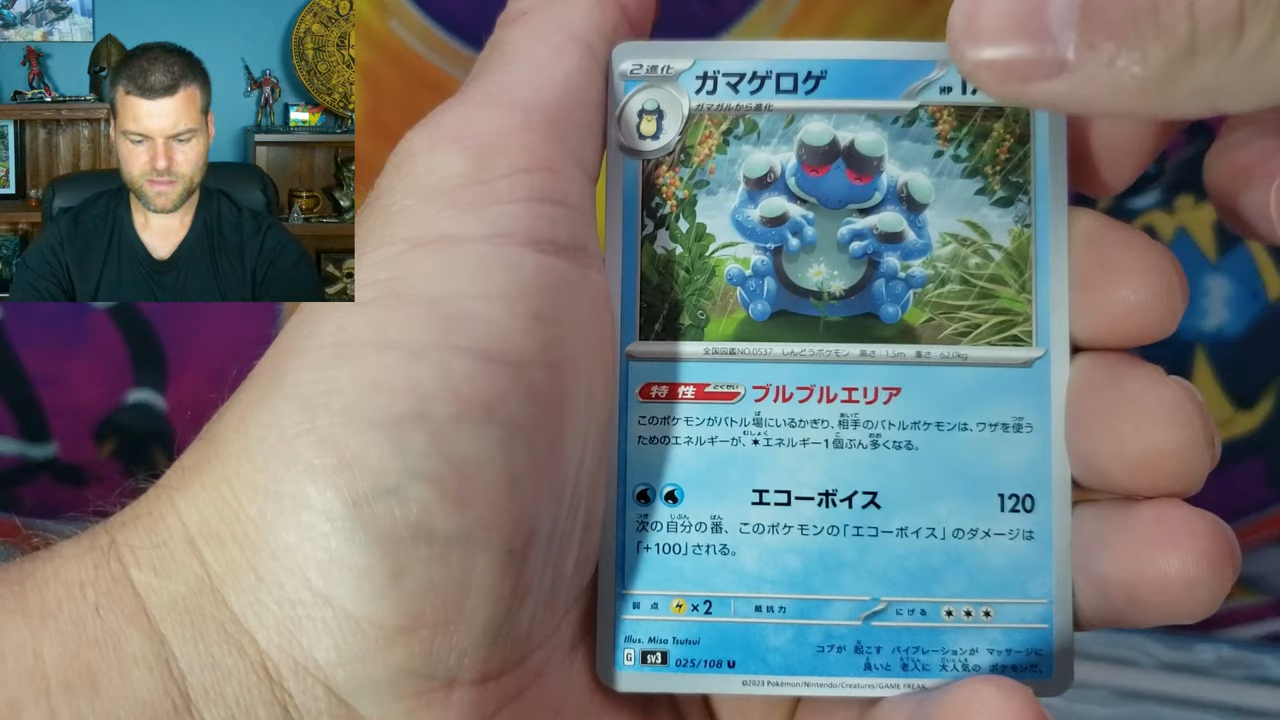 2進化
ガマゲロゲ
HP 1
ガマガルから進化
全国図鑑NO.0537 しんどうポケモン 高さ:1.5m 重さ:62.0kg
特性 とくせい ブルブルエリア
このポケモンがバトル場にいるかぎり、相手のバトルポケモンは、ワザを使う
ためのエネルギーが、エネルギー1個ぶん多くなる。
エコーボイス 120
次の自分の番、このポケモンの「エコーボイス」のダメージは
「+100」される。
弱点 ×2 抵抗力 にげる
Illus. Misa Tsutsui
G sv3 025/108 U
コブが起こす バイブレーションが マッサージに
良いと 老人に 大人気の ポケモンだ。
©2023 Pokémon/Nintendo/Creatures/GAME FREAK